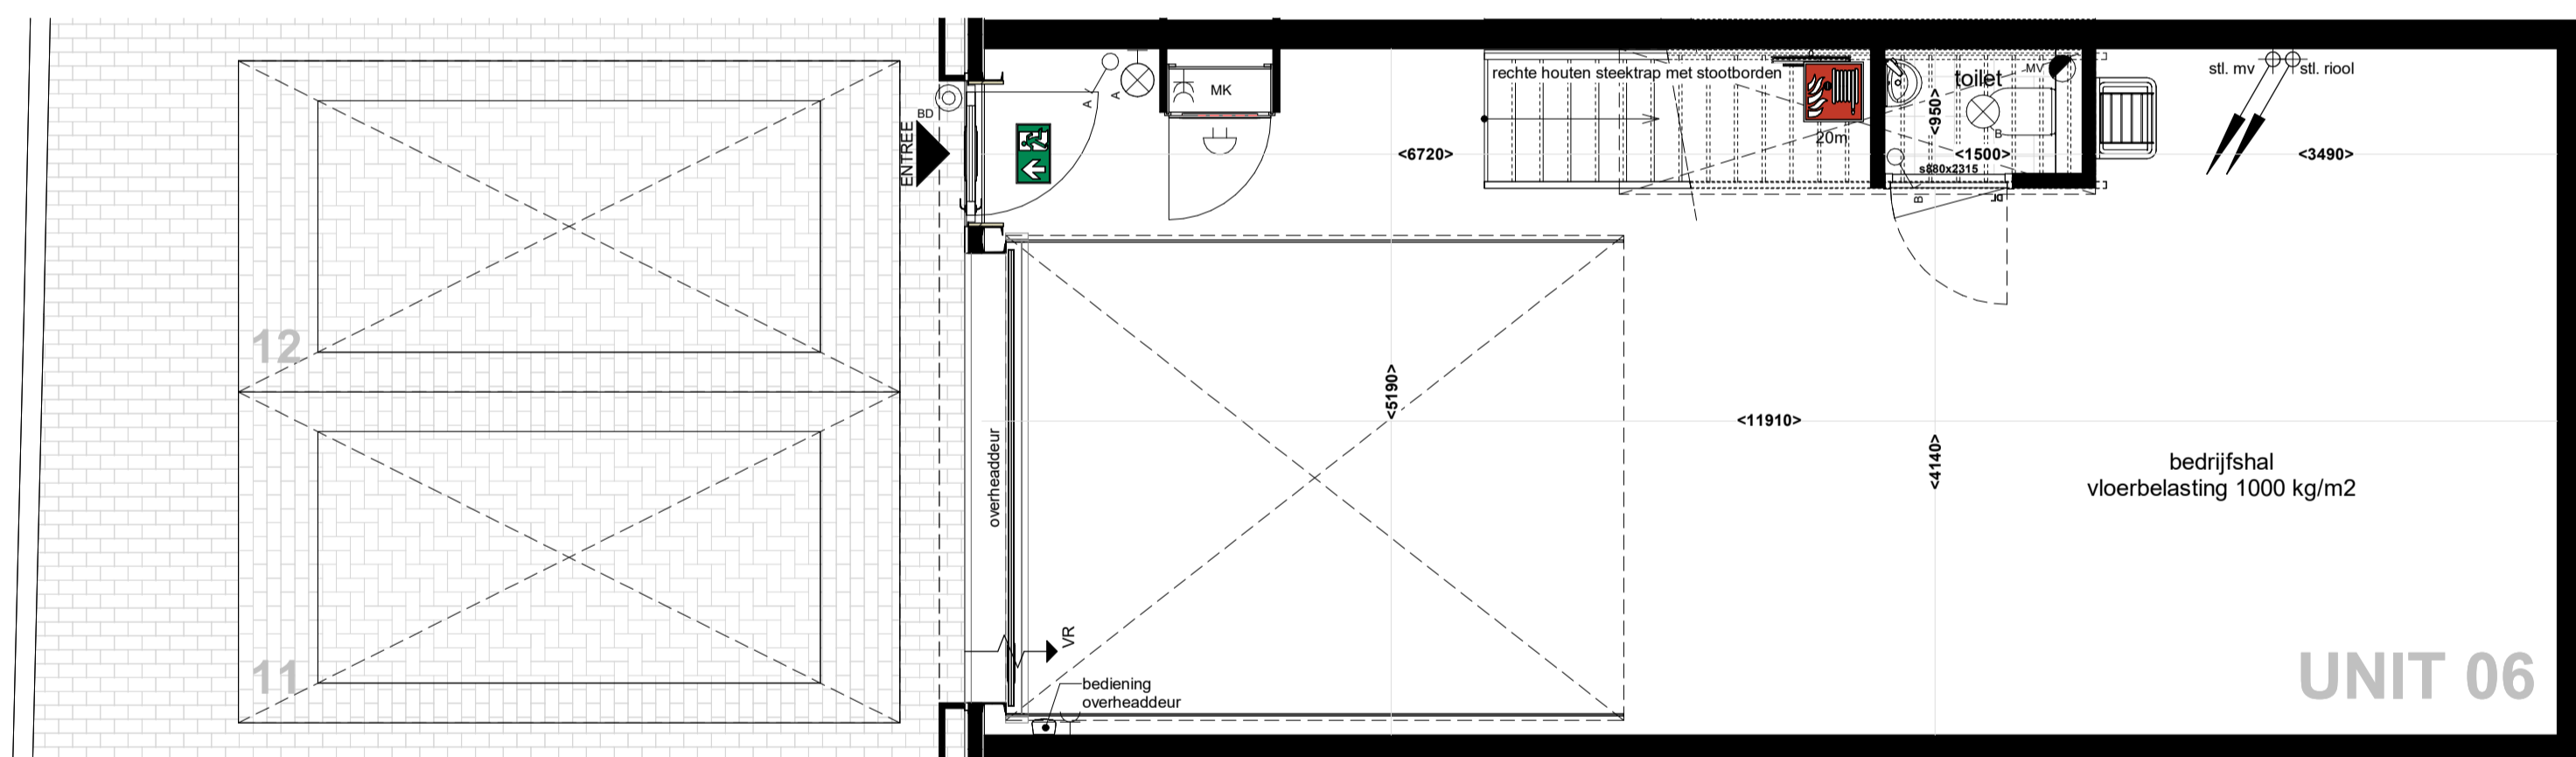 rechte houten steektrap met stootborden
MK
toilet
MV
stl. mv
stl. riool
A
A
BD
ENTREE
<950>
B
20m
<6720>
<1500>
<3490>
s880x2315
B
12
<5190>
<11910>
overheaddeur
<4140>
bedrijfshal
vloerbelasting 1000 kg/m2
VR
11
bediening
overheaddeur
UNIT 06